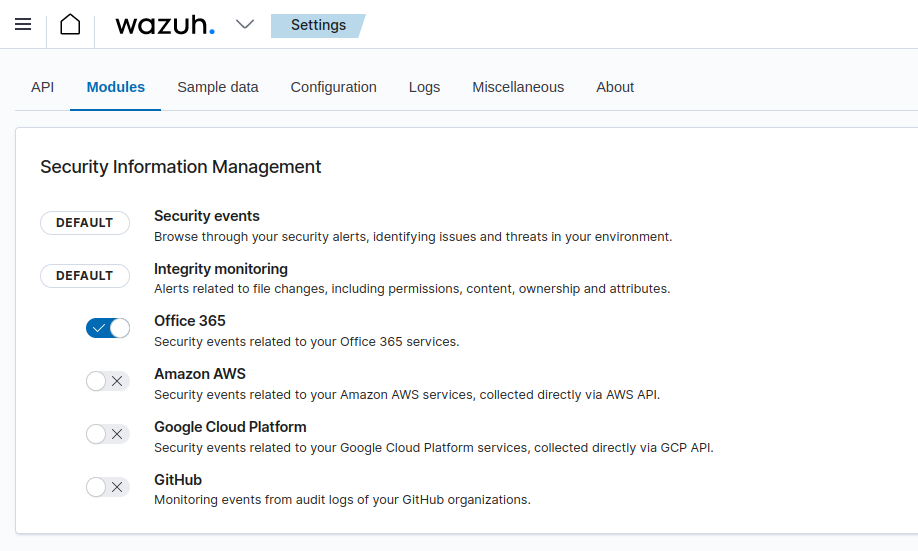 wazuh.
Settings
API Modules Sample data Configuration Logs Miscellaneous About
Security Information Management
DEFAULT
Security events
Browse through your security alerts, identifying issues and threats in your environment.
DEFAULT
Integrity monitoring
Alerts related to file changes, including permissions, content, ownership and attributes.
Office 365
Security events related to your Office 365 services.
Amazon AWS
Security events related to your Amazon AWS services, collected directly via AWS API.
Google Cloud Platform
Security events related to your Google Cloud Platform services, collected directly via GCP API.
GitHub
Monitoring events from audit logs of your GitHub organizations.